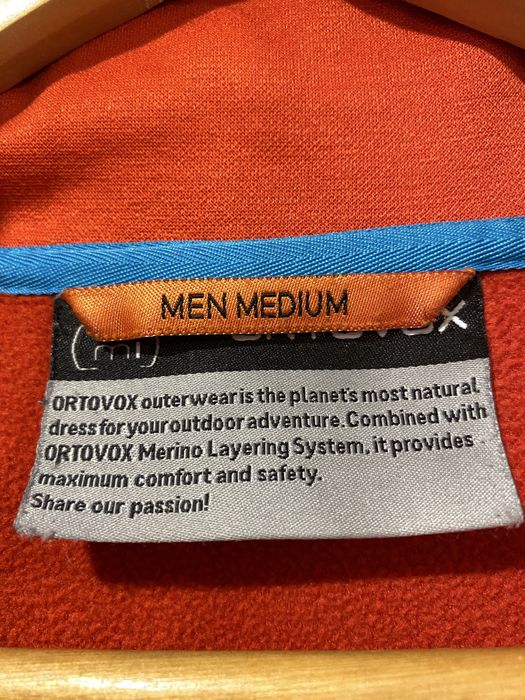 MEN MEDIUM
(mi) ORTOVOX
ORTOVOX outerwear is the planet's most natural
dress for your outdoor adventure. Combined with
ORTOVOX Merino Layering System, it provides
maximum comfort and safety.
Share our passion!